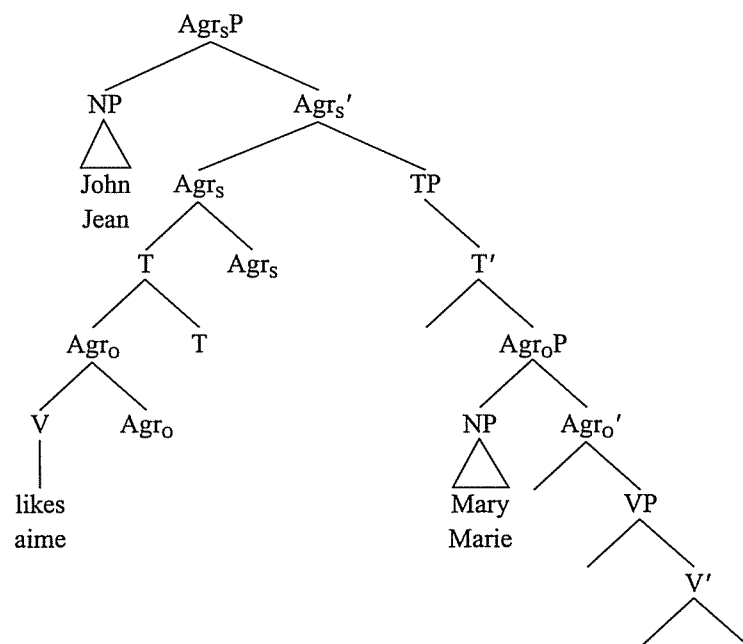 AgrₛP
NP Agrₛ′
John
Jean
Agrₛ TP
T Agrₛ T′
Agrₒ T AgrₒP
V Agrₒ NP Agrₒ′
likes Mary VP
aime Marie
V′